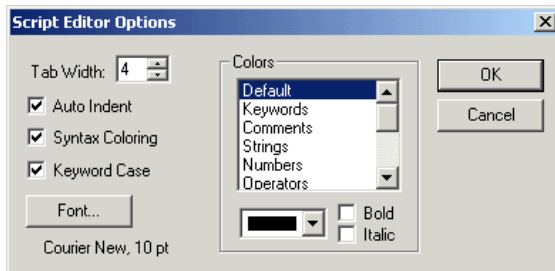 Script Editor Options
Tab Width: 4
Auto Indent
Syntax Coloring
Keyword Case
Font...
Courier New, 10 pt
Colors
Default
Keywords
Comments
Strings
Numbers
Operators
Bold
Italic
OK
Cancel